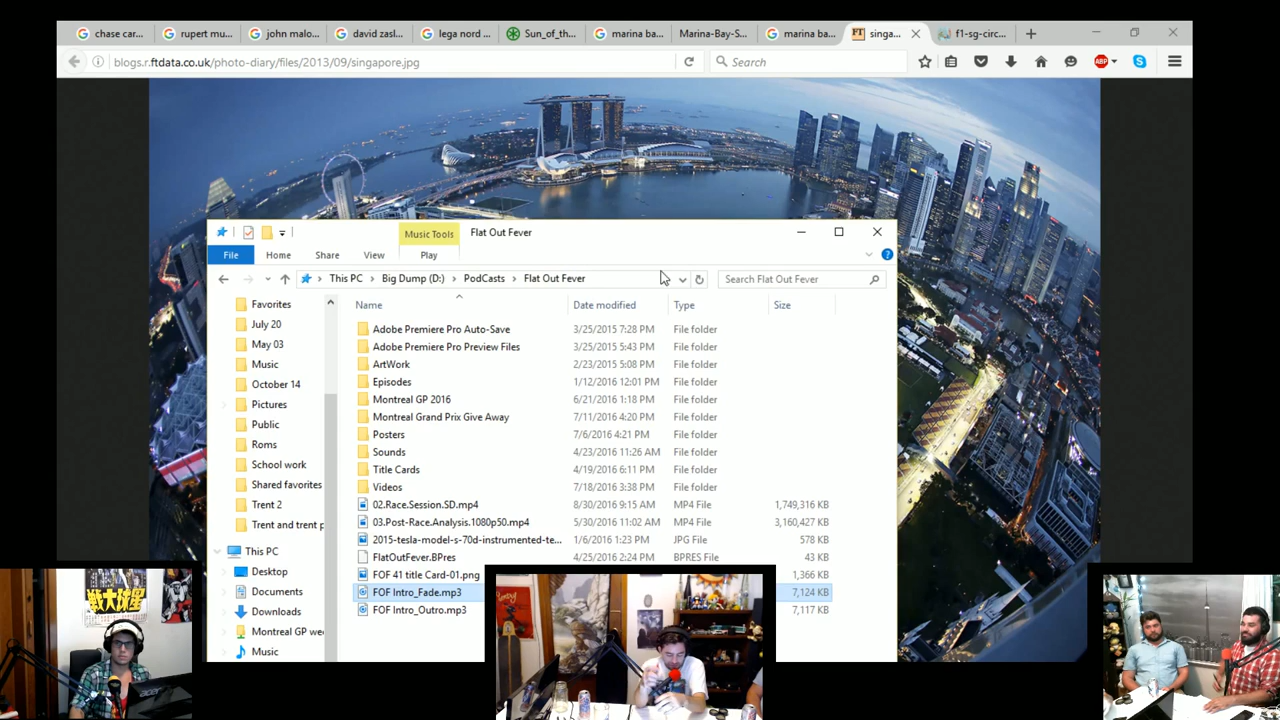 chase car...
rupert mu...
john malo...
david zasl...
lega nord ...
Sun_of_th...
marina ba...
Marina-Bay-S...
marina ba...
FT singa...
f1-sg-circ...
blogs.r.ftdata.co.uk/photo-diary/files/2013/09/singapore.jpg
Search
ABP
Music Tools
Flat Out Fever
File
Home
Share
View
Play
This PC
Big Dump (D:)
PodCasts
Flat Out Fever
Search Flat Out Fever
Favorites
July 20
May 03
Music
October 14
Pictures
Public
Roms
School work
Shared favorites
Trent 2
Trent and trent p
This PC
Desktop
Documents
Downloads
Montreal GP we
Music
Name Date modified Type Size
Adobe Premiere Pro Auto-Save 3/25/2015 7:28 PM File folder
Adobe Premiere Pro Preview Files 3/25/2015 5:43 PM File folder
ArtWork 2/23/2015 5:08 PM File folder
Episodes 1/12/2016 12:01 PM File folder
Montreal GP 2016 6/21/2016 1:18 PM File folder
Montreal Grand Prix Give Away 7/11/2016 4:20 PM File folder
Posters 7/6/2016 4:21 PM File folder
Sounds 4/23/2016 11:26 AM File folder
Title Cards 4/19/2016 6:11 PM File folder
Videos 7/18/2016 3:38 PM File folder
02.Race.Session.SD.mp4 8/30/2016 9:15 AM MP4 File 1,749,316 KB
03.Post-Race.Analysis.1080p50.mp4 5/30/2016 11:02 AM MP4 File 3,160,427 KB
2015-tesla-model-s-70d-instrumented-te... 1/6/2016 1:23 PM JPG File 578 KB
FlatOutFever.BPres 4/25/2016 2:24 PM BPRES File 43 KB
FOF 41 title Card-01.png 1,366 KB
FOF Intro_Fade.mp3 7,124 KB
FOF Intro_Outro.mp3 7,117 KB
acer